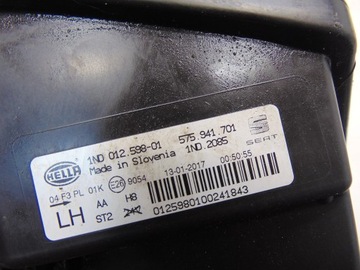 1ND 012.598-01 575 941.701
Made in Slovenia 1ND.2085
HELLA
SEAT
13-01-2017 00:50:55
04 F3 PL 01K E26 9054
LH AA H8
ST2
0125980100241843